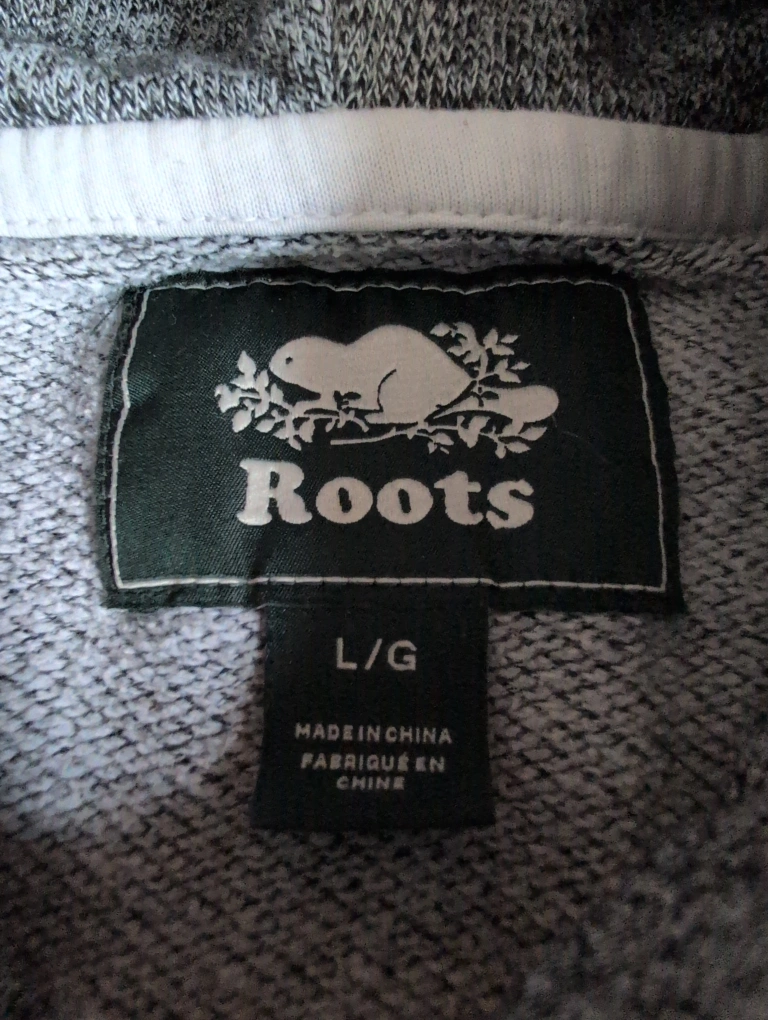 Roots
L/G
MADE IN CHINA
FABRIQUÉ EN
CHINE